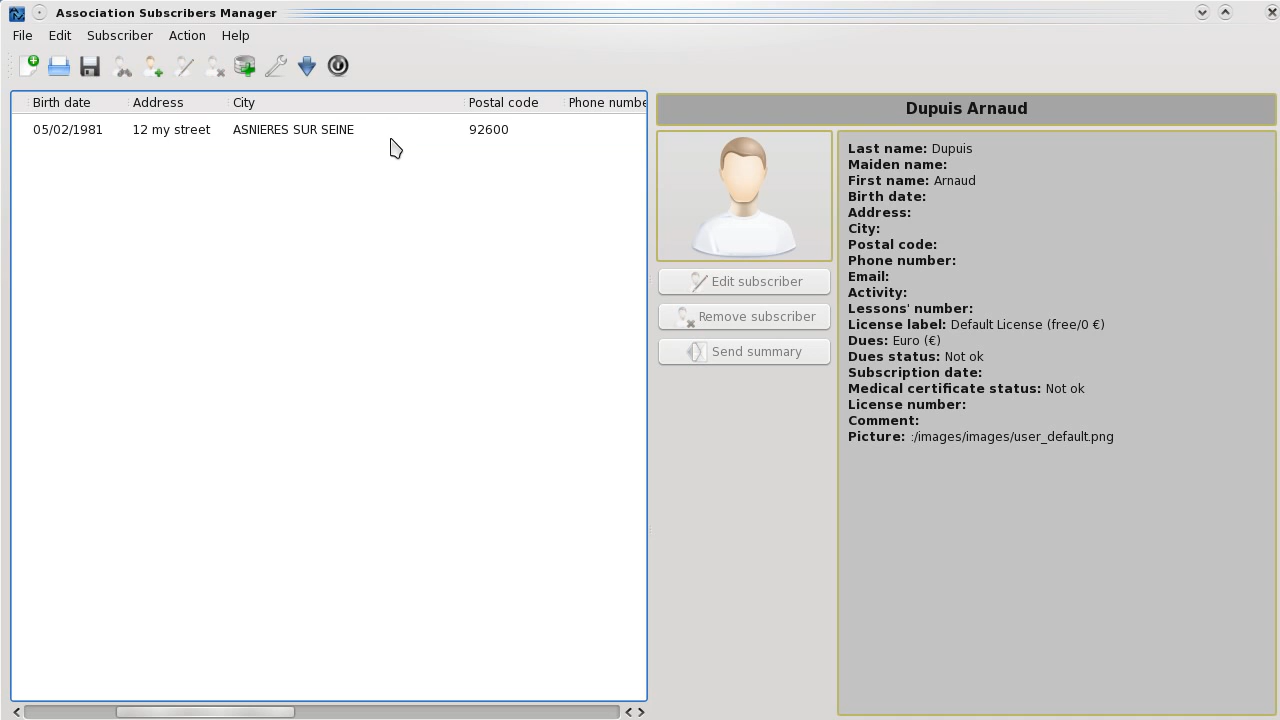 Association Subscribers Manager
File Edit Subscriber Action Help
Birth date Address City Postal code Phone numbe
05/02/1981 12 my street ASNIERES SUR SEINE 92600
Dupuis Arnaud
Edit subscriber
Remove subscriber
Send summary
Last name: Dupuis
Maiden name:
First name: Arnaud
Birth date:
Address:
City:
Postal code:
Phone number:
Email:
Activity:
Lessons' number:
License label: Default License (free/0 €)
Dues: Euro (€)
Dues status: Not ok
Subscription date:
Medical certificate status: Not ok
License number:
Comment:
Picture: :/images/images/user_default.png